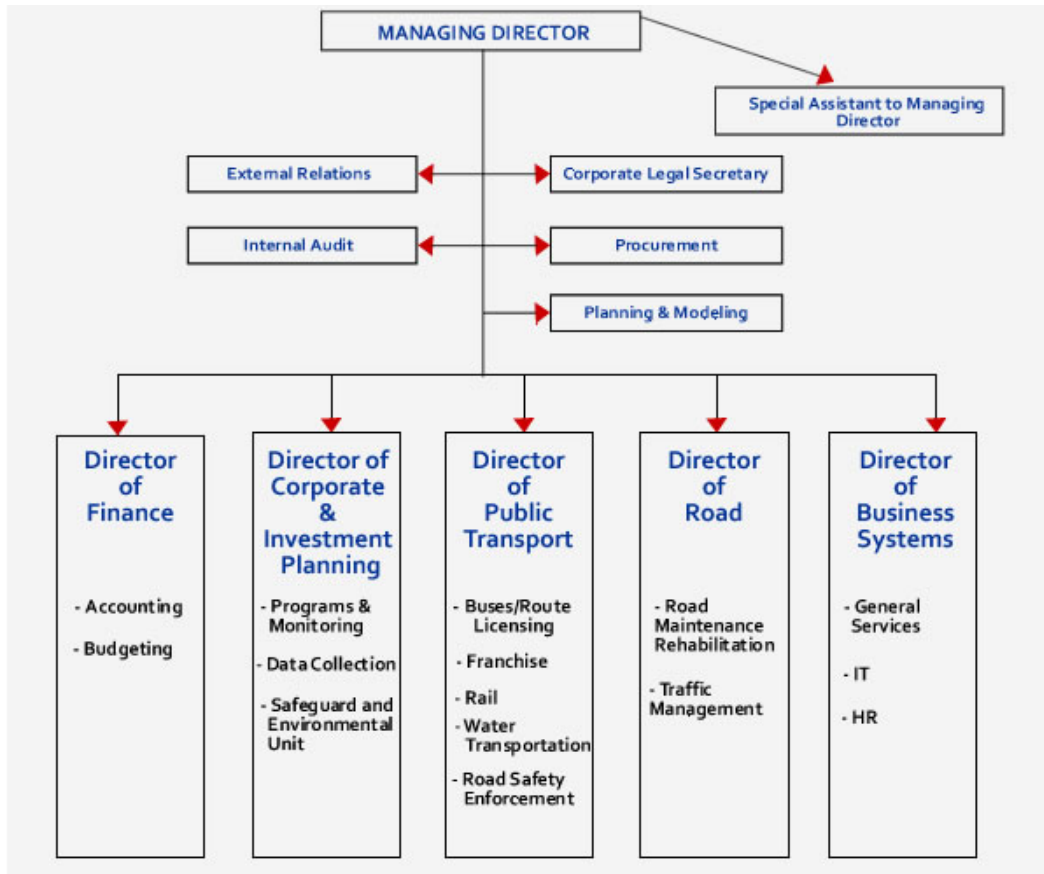 MANAGING DIRECTOR
Special Assistant to Managing
Director
External Relations
Corporate Legal Secretary
Internal Audit
Procurement
Planning & Modeling
Director
of
Finance
- Accounting
- Budgeting
Director of
Corporate
&
Investment
Planning
- Programs &
Monitoring
- Data Collection
- Safeguard and
Environmental
Unit
Director
of
Public
Transport
- Buses/Route
Licensing
- Franchise
- Rail
- Water
Transportation
- Road Safety
Enforcement
Director
of
Road
- Road
Maintenance
Rehabilitation
- Traffic
Management
Director
of
Business
Systems
- General
Services
- IT
- HR